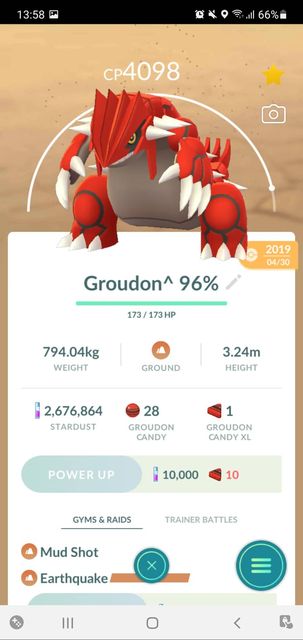 13:58 66%
CP4098
2019
04/30
Groudon^ 96%
173 / 173 HP
794.04kg 3.24m
WEIGHT GROUND HEIGHT
2,676,864 28 1
STARDUST GROUDON CANDY GROUDON CANDY XL
POWER UP 10,000 10
GYMS & RAIDS TRAINER BATTLES
Mud Shot
Earthquake